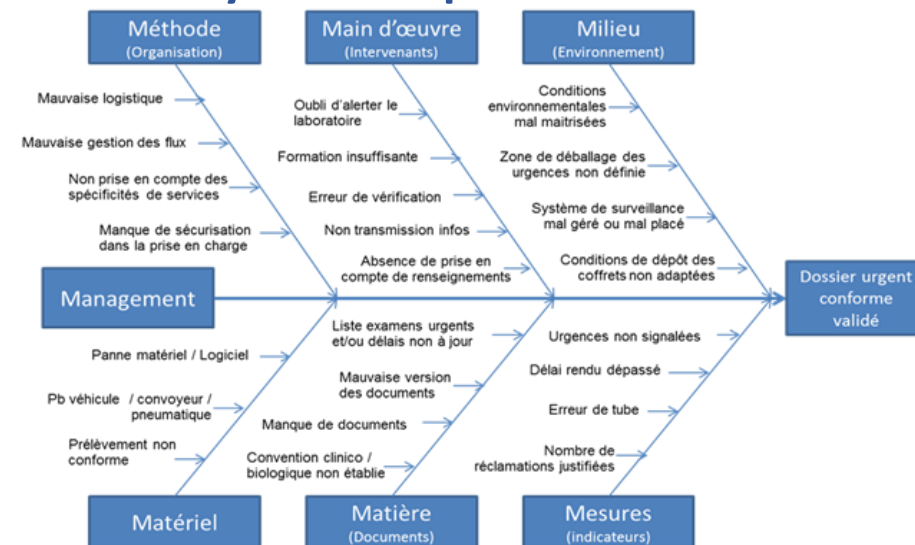 Méthode
(Organisation)
Main d'œuvre
(Intervenants)
Milieu
(Environnement)
Mauvaise logistique
Mauvaise gestion des flux
Non prise en compte des
spécificités de services
Manque de sécurisation
dans la prise en charge
Oubli d'alerter le
laboratoire
Formation insuffisante
Erreur de vérification
Non transmission infos
Absence de prise en
compte de renseignements
Conditions
environnementales
mal maitrisées
Zone de déballage des
urgences non définie
Système de surveillance
mal géré ou mal placé
Conditions de dépôt des
coffrets non adaptées
Management
Dossier urgent
conforme
validé
Panne matériel / Logiciel
Pb véhicule / convoyeur /
pneumatique
Prélèvement non
conforme
Liste examens urgents
et/ou délais non à jour
Mauvaise version
des documents
Manque de documents
Convention clinico /
biologique non établie
Urgences non signalées
Délai rendu dépassé
Erreur de tube
Nombre de
réclamations justifiées
Matériel
Matière
(Documents)
Mesures
(indicateurs)